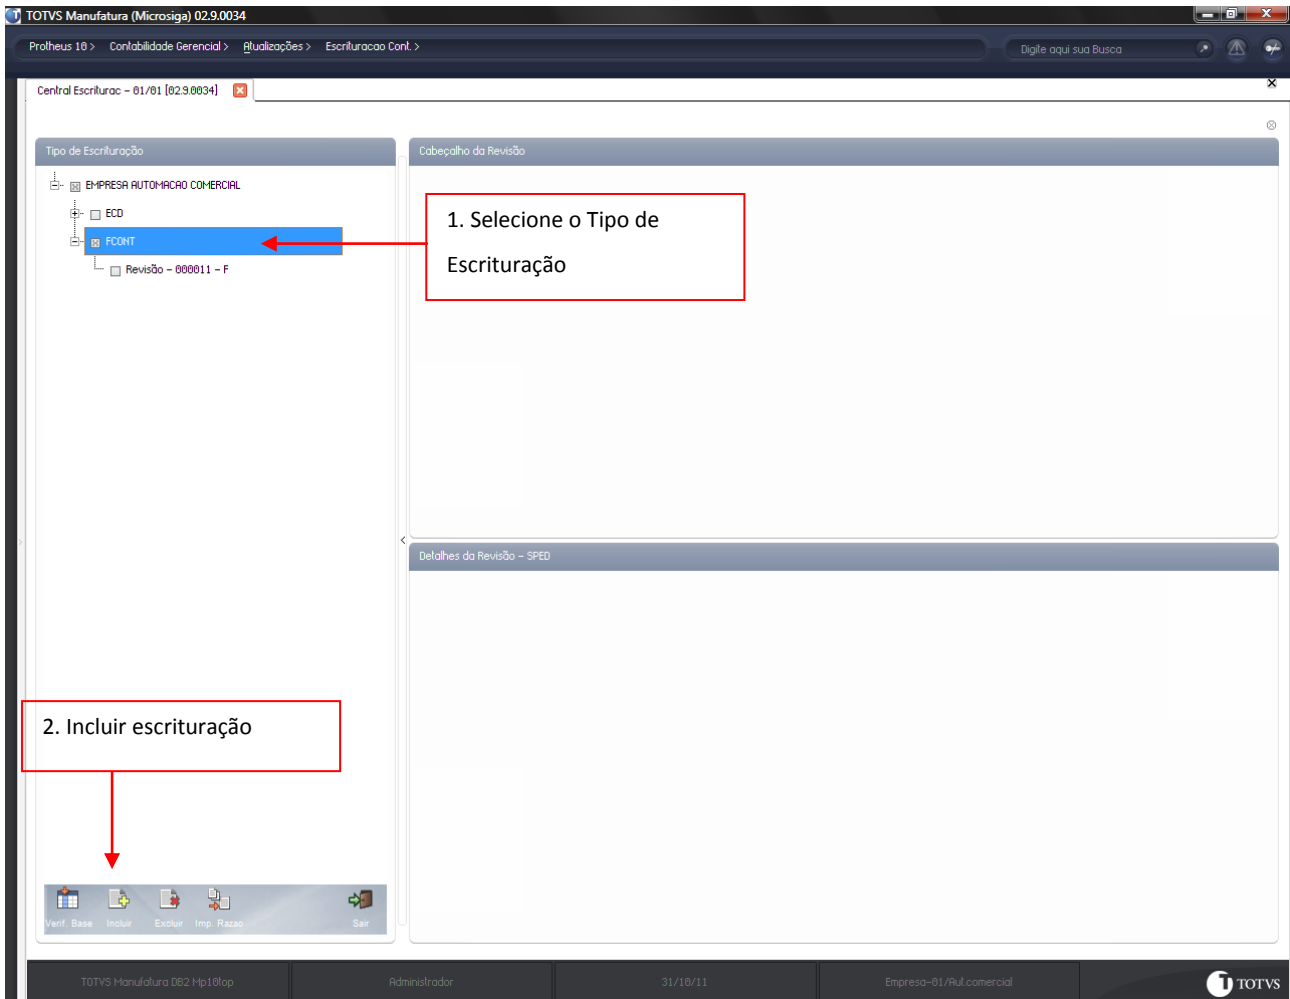 TOTVS Manufatura (Microsiga) 02.9.0034
Protheus 10 > Contabilidade Gerencial > Atualizações > Escrituracao Cont. >
Digite aqui sua Busca
Central Escriturac - 01/01 [02.9.0034]
Tipo de Escrituração
Cabeçalho da Revisão
EMPRESA AUTOMACAO COMERCIAL
ECD
FCONT
Revisão - 000011 - F
1. Selecione o Tipo de
Escrituração
Detalhes da Revisão - SPED
2. Incluir escrituração
Verif. Base Incluir Excluir Imp. Razao Sair
TOTVS Manufatura DB2 Mp10top
Administrador
31/10/11
Empresa-01/Aut.comercial
TOTVS